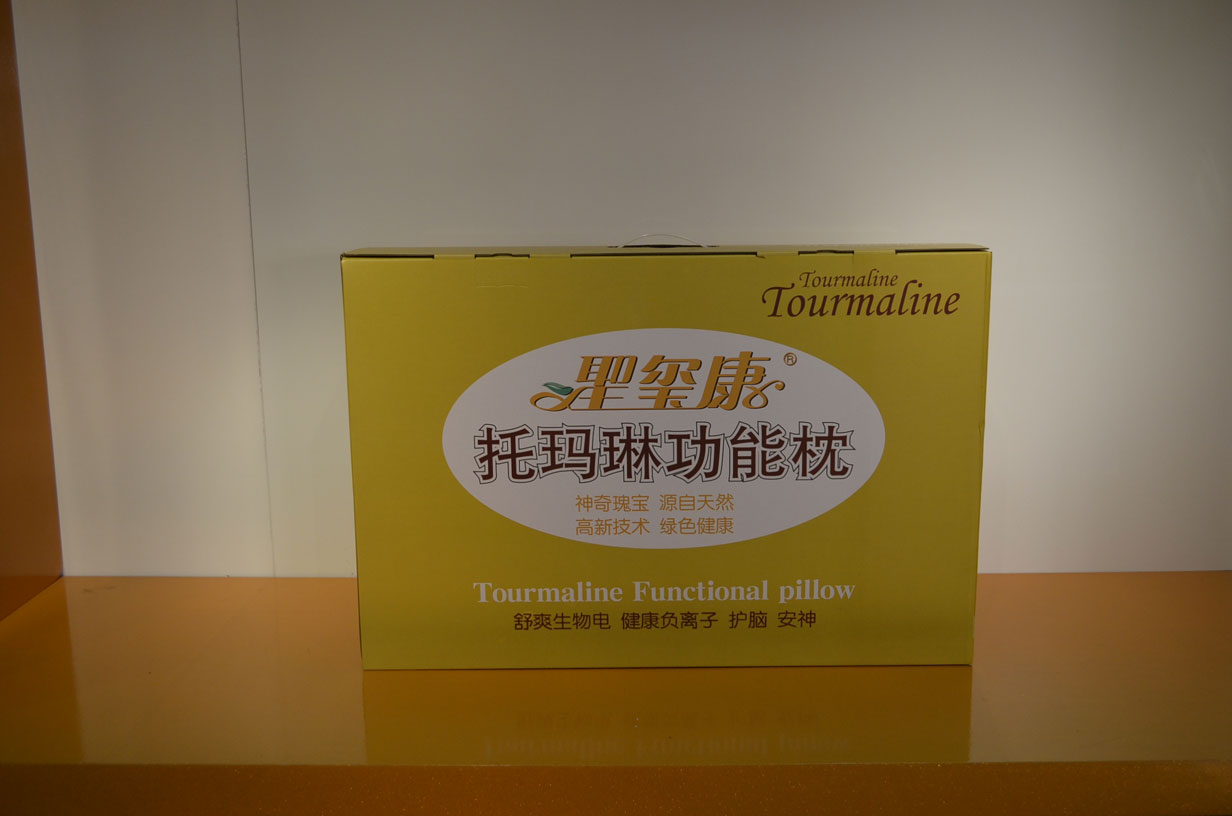 Tourmaline
Tourmaline
聖玺康®
托玛琳功能枕
神奇瑰宝 源自天然
高新技术 绿色健康
Tourmaline Functional pillow
舒爽生物电 健康负离子 护脑 安神